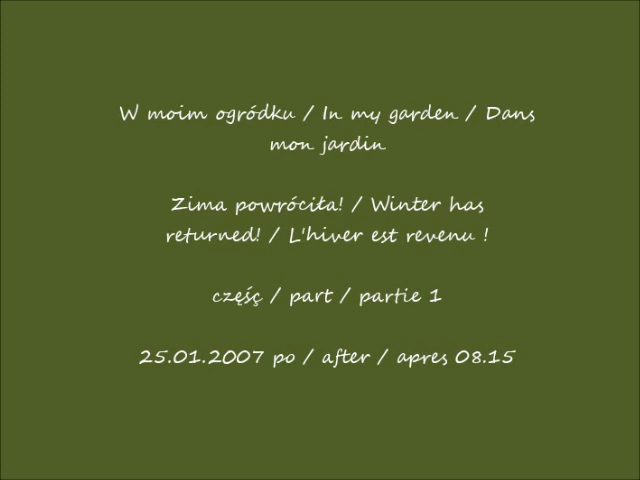 W moim ogródku / In my garden / Dans
mon jardin
Zima powróciła! / Winter has
returned! / L'hiver est revenu !
częśç / part / partie 1
25.01.2007 po / after / apres 08.15